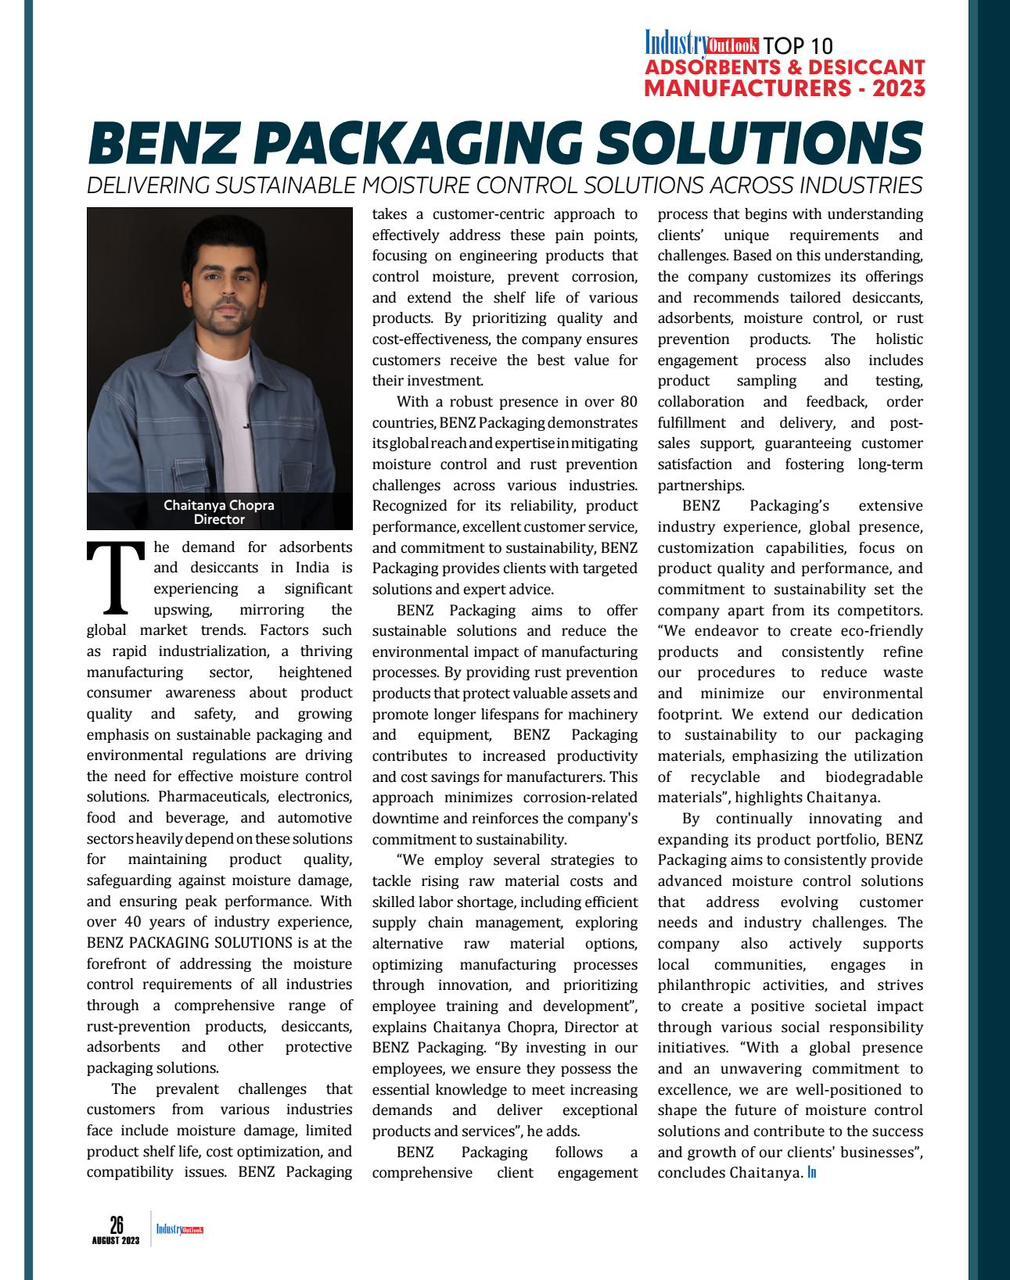 IndustryOutlook TOP 10
ADSORBENTS & DESICCANT
MANUFACTURERS - 2023
BENZ PACKAGING SOLUTIONS
DELIVERING SUSTAINABLE MOISTURE CONTROL SOLUTIONS ACROSS INDUSTRIES
Chaitanya Chopra
Director
The demand for adsorbents
and desiccants in India is
experiencing a significant
upswing, mirroring the
global market trends. Factors such
as rapid industrialization, a thriving
manufacturing sector, heightened
consumer awareness about product
quality and safety, and growing
emphasis on sustainable packaging and
environmental regulations are driving
the need for effective moisture control
solutions. Pharmaceuticals, electronics,
food and beverage, and automotive
sectors heavily depend on these solutions
for maintaining product quality,
safeguarding against moisture damage,
and ensuring peak performance. With
over 40 years of industry experience,
BENZ PACKAGING SOLUTIONS is at the
forefront of addressing the moisture
control requirements of all industries
through a comprehensive range of
rust-prevention products, desiccants,
adsorbents and other protective
packaging solutions.
The prevalent challenges that
customers from various industries
face include moisture damage, limited
product shelf life, cost optimization, and
compatibility issues. BENZ Packaging
takes a customer-centric approach to
effectively address these pain points,
focusing on engineering products that
control moisture, prevent corrosion,
and extend the shelf life of various
products. By prioritizing quality and
cost-effectiveness, the company ensures
customers receive the best value for
their investment.
With a robust presence in over 80
countries, BENZ Packaging demonstrates
its global reach and expertise in mitigating
moisture control and rust prevention
challenges across various industries.
Recognized for its reliability, product
performance, excellent customer service,
and commitment to sustainability, BENZ
Packaging provides clients with targeted
solutions and expert advice.
BENZ Packaging aims to offer
sustainable solutions and reduce the
environmental impact of manufacturing
processes. By providing rust prevention
products that protect valuable assets and
promote longer lifespans for machinery
and equipment, BENZ Packaging
contributes to increased productivity
and cost savings for manufacturers. This
approach minimizes corrosion-related
downtime and reinforces the company's
commitment to sustainability.
“We employ several strategies to
tackle rising raw material costs and
skilled labor shortage, including efficient
supply chain management, exploring
alternative raw material options,
optimizing manufacturing processes
through innovation, and prioritizing
employee training and development”,
explains Chaitanya Chopra, Director at
BENZ Packaging. “By investing in our
employees, we ensure they possess the
essential knowledge to meet increasing
demands and deliver exceptional
products and services”, he adds.
BENZ Packaging follows a
comprehensive client engagement
process that begins with understanding
clients’ unique requirements and
challenges. Based on this understanding,
the company customizes its offerings
and recommends tailored desiccants,
adsorbents, moisture control, or rust
prevention products. The holistic
engagement process also includes
product sampling and testing,
collaboration and feedback, order
fulfillment and delivery, and post-
sales support, guaranteeing customer
satisfaction and fostering long-term
partnerships.
BENZ Packaging’s extensive
industry experience, global presence,
customization capabilities, focus on
product quality and performance, and
commitment to sustainability set the
company apart from its competitors.
“We endeavor to create eco-friendly
products and consistently refine
our procedures to reduce waste
and minimize our environmental
footprint. We extend our dedication
to sustainability to our packaging
materials, emphasizing the utilization
of recyclable and biodegradable
materials”, highlights Chaitanya.
By continually innovating and
expanding its product portfolio, BENZ
Packaging aims to consistently provide
advanced moisture control solutions
that address evolving customer
needs and industry challenges. The
company also actively supports
local communities, engages in
philanthropic activities, and strives
to create a positive societal impact
through various social responsibility
initiatives. “With a global presence
and an unwavering commitment to
excellence, we are well-positioned to
shape the future of moisture control
solutions and contribute to the success
and growth of our clients' businesses”,
concludes Chaitanya. In
26
AUGUST 2023
IndustryOutlook